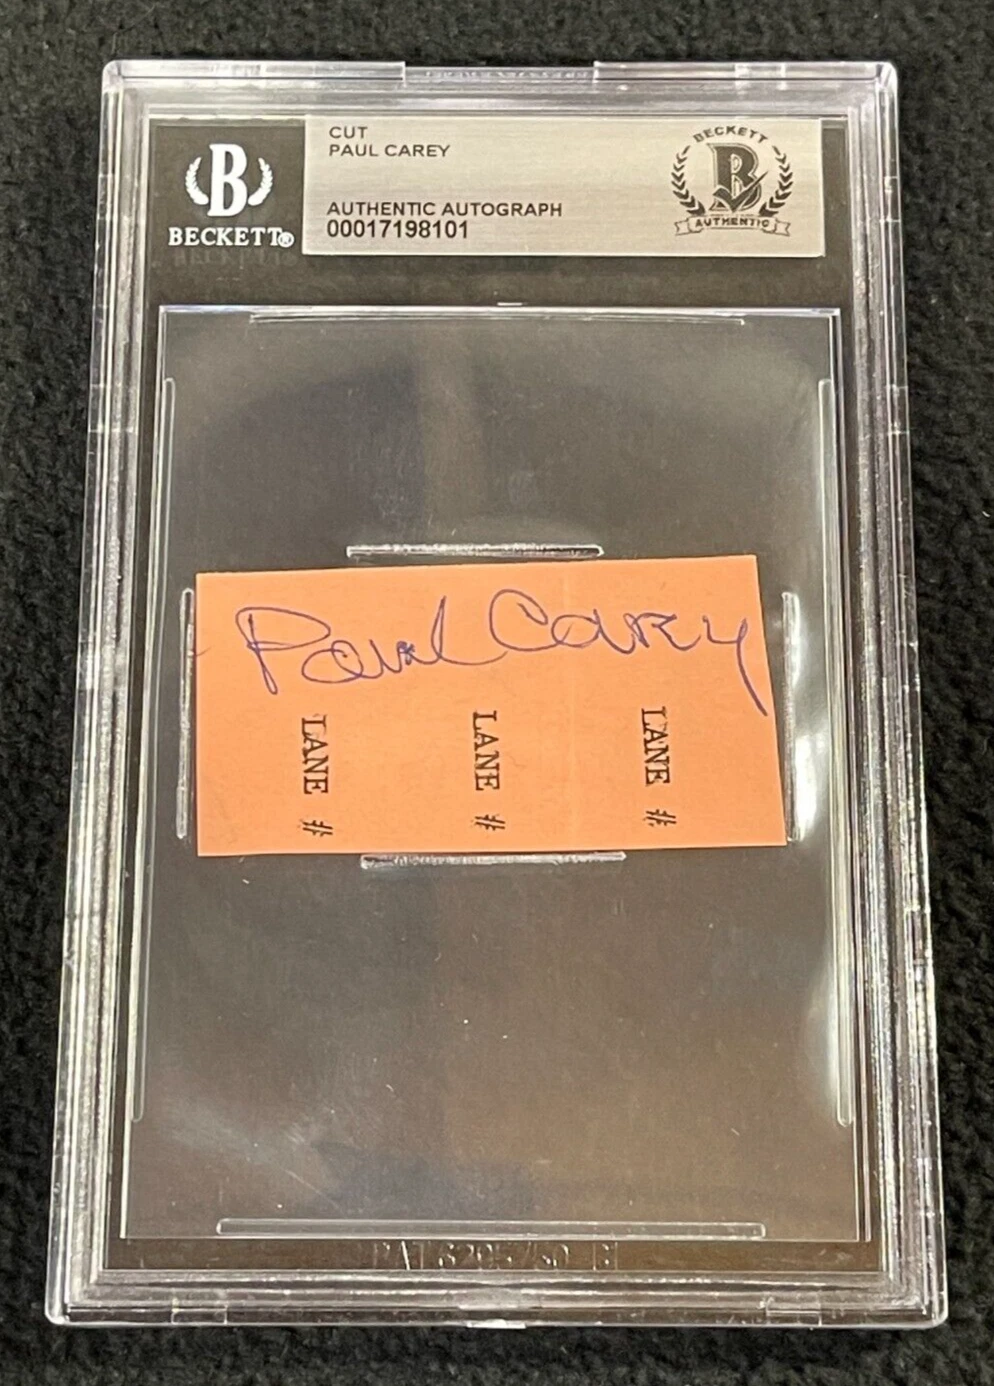 CUT
PAUL CAREY
AUTHENTIC AUTOGRAPH
00017198101
B
BECKETT®
BECKETT
B
AUTHENTIC
Paul Carey
LANE #
LANE #
LANE #